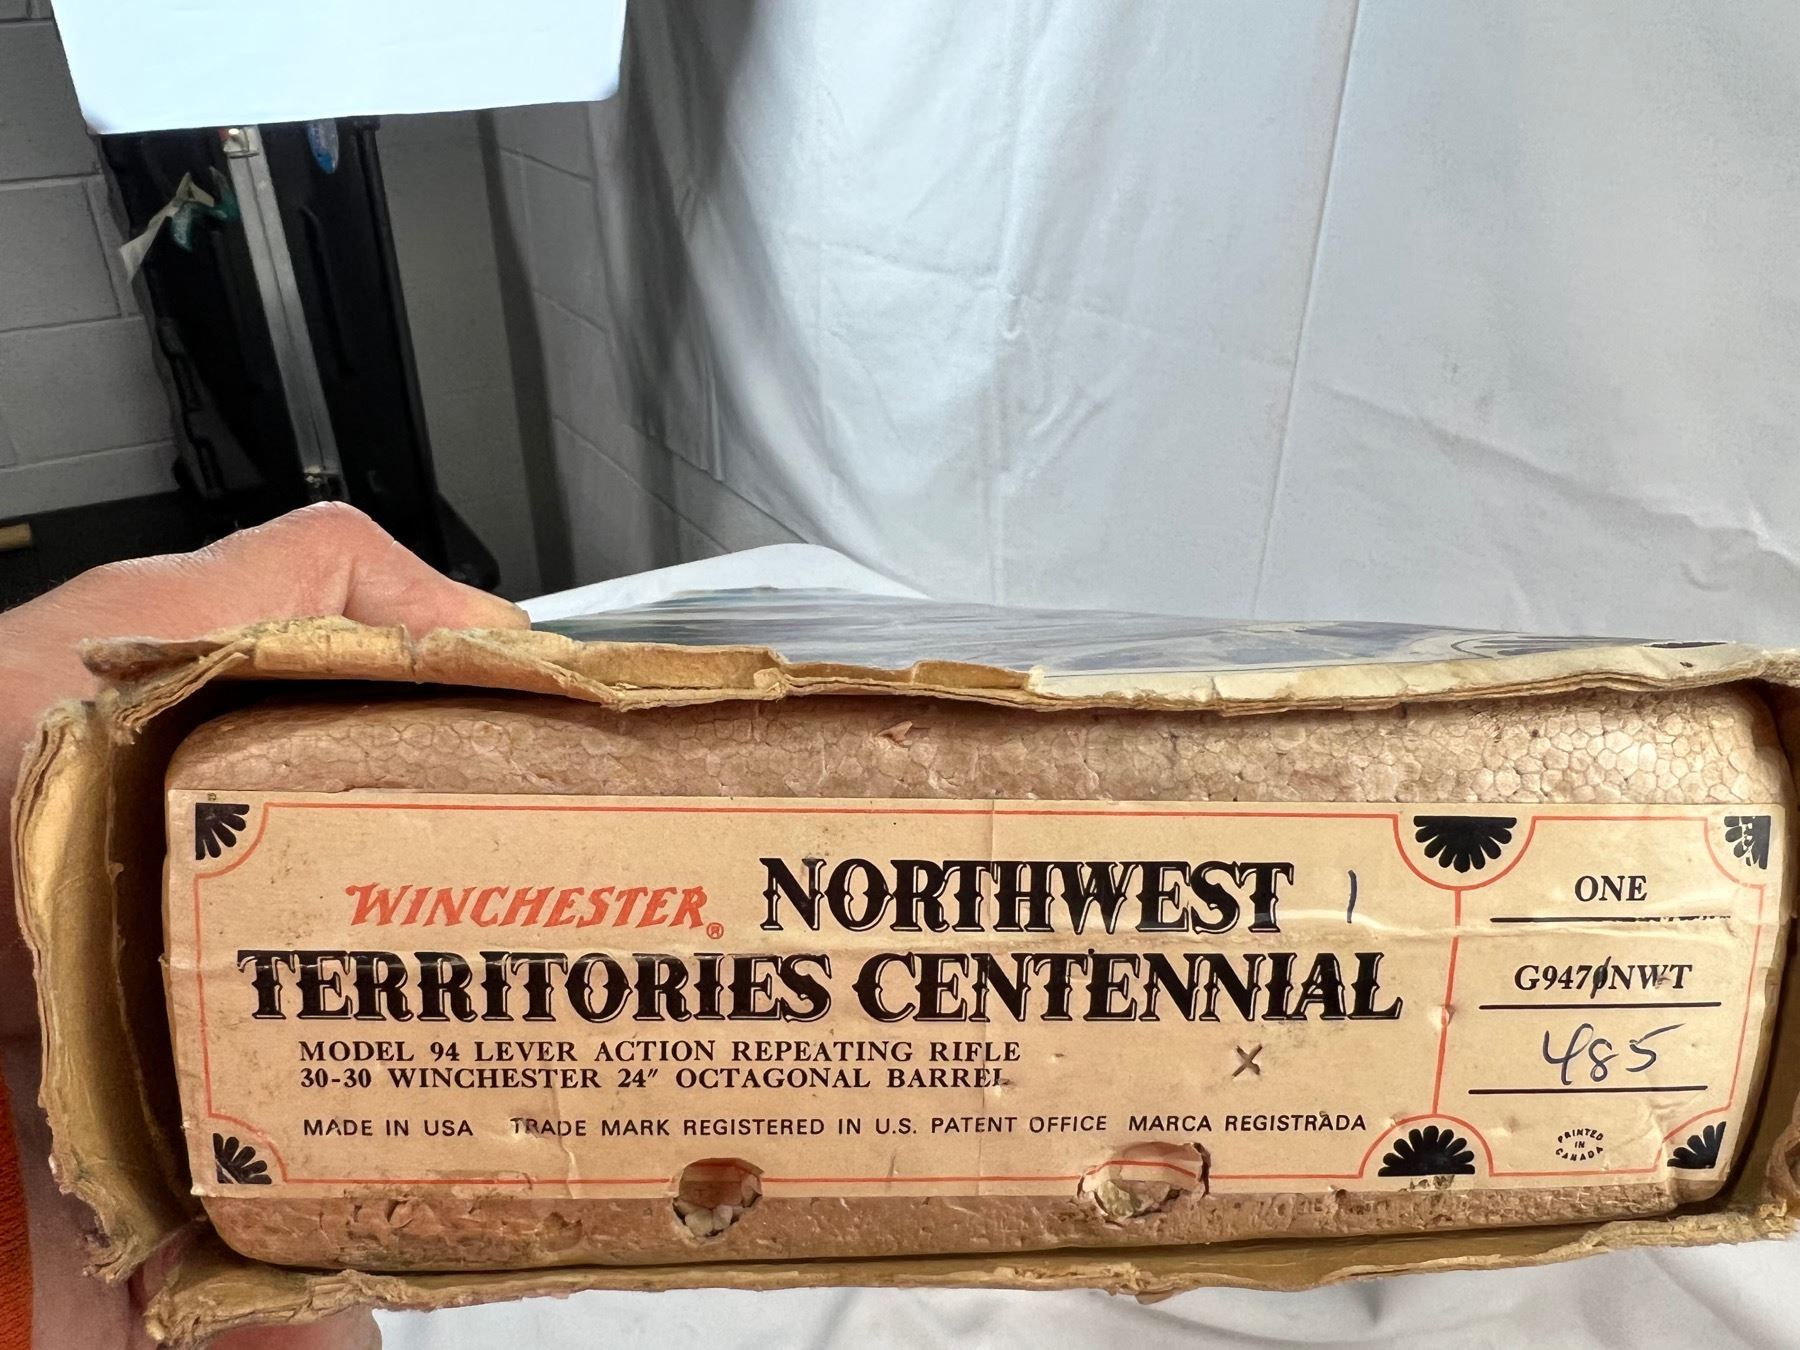 WINCHESTER® NORTHWEST 1
TERRITORIES CENTENNIAL
MODEL 94 LEVER ACTION REPEATING RIFLE X
30-30 WINCHESTER 24" OCTAGONAL BARREL
MADE IN USA TRADE MARK REGISTERED IN U.S. PATENT OFFICE MARCA REGISTRADA
ONE
G9470NWT
485
PRINTED
IN
CANADA